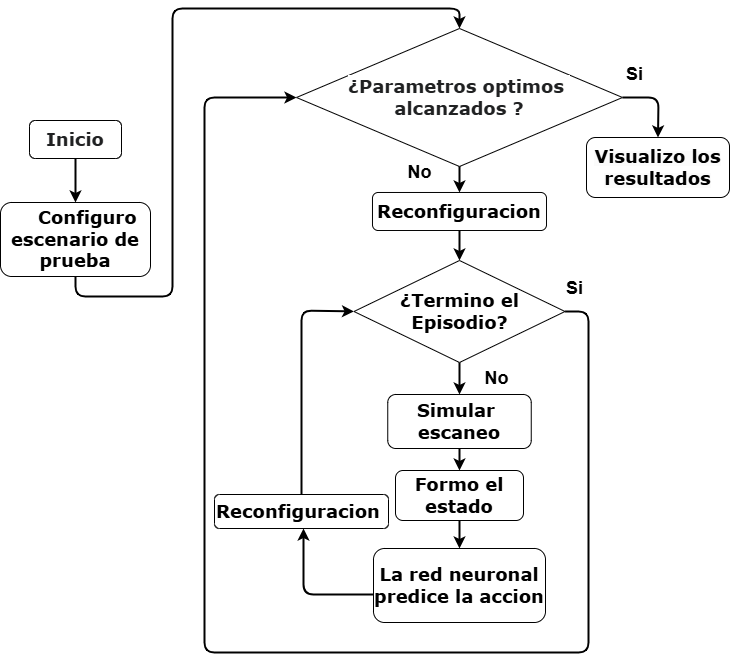 Inicio
Configuro
escenario de
prueba
¿Parametros optimos
alcanzados ?
Si
Visualizo los
resultados
No
Reconfiguracion
¿Termino el
Episodio?
Si
No
Simular
escaneo
Formo el
estado
La red neuronal
predice la accion
Reconfiguracion